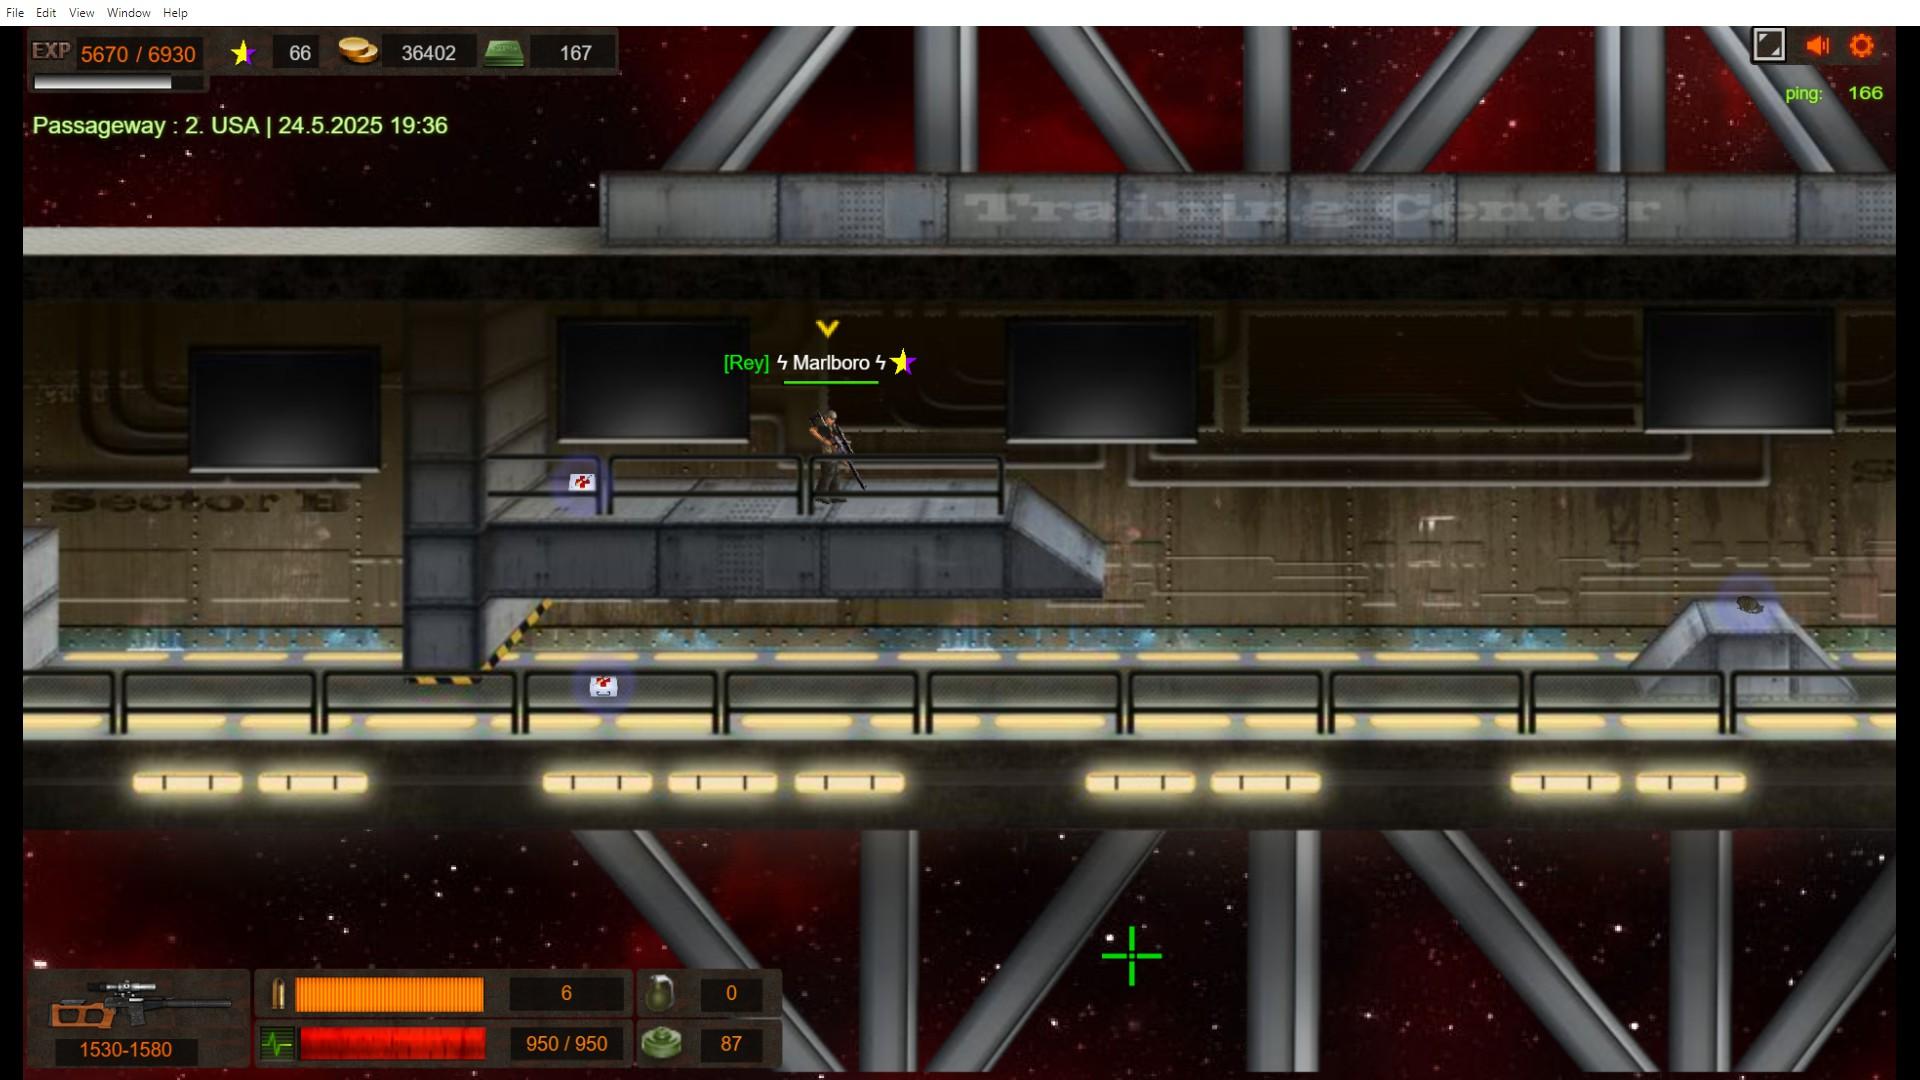 File Edit View Window Help
EXP 5670 / 6930 66 36402 167
ping: 166
Passageway : 2. USA | 24.5.2025 19:36
Training Center
[Rey] ϟ Marlboro ϟ
Sector B
6 0
1530-1580 950 / 950 87